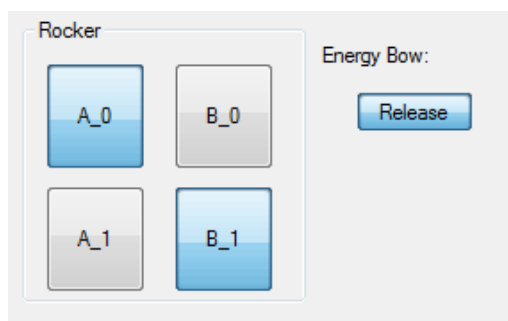 Rocker
Energy Bow:
A_0
B_0
Release
A_1
B_1